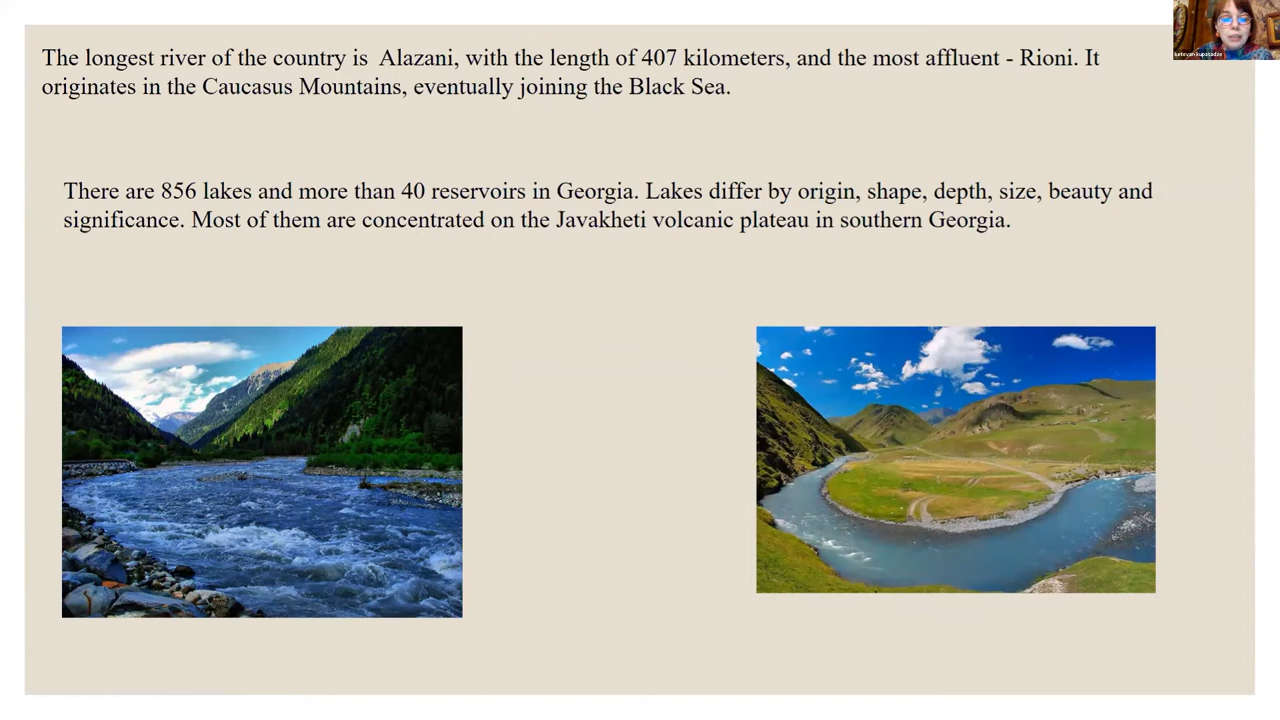 The longest river of the country is Alazani, with the length of 407 kilometers, and the most affluent - Rioni. It
originates in the Caucasus Mountains, eventually joining the Black Sea.
There are 856 lakes and more than 40 reservoirs in Georgia. Lakes differ by origin, shape, depth, size, beauty and
significance. Most of them are concentrated on the Javakheti volcanic plateau in southern Georgia.
ketevan kupatadze